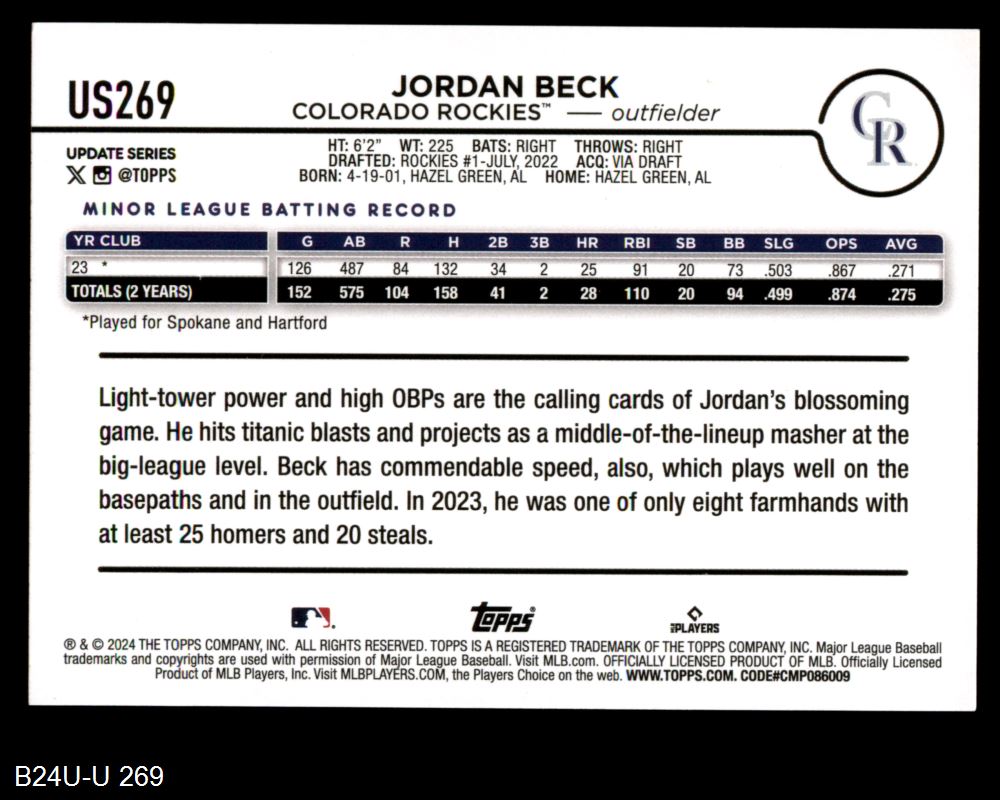 US269
JORDAN BECK
COLORADO ROCKIES™ — outfielder
CR
UPDATE SERIES
@TOPPS
HT: 6'2" WT: 225 BATS: RIGHT THROWS: RIGHT
DRAFTED: ROCKIES #1-JULY, 2022 ACQ: VIA DRAFT
BORN: 4-19-01, HAZEL GREEN, AL HOME: HAZEL GREEN, AL
MINOR LEAGUE BATTING RECORD
YR CLUB G AB R H 2B 3B HR RBI SB BB SLG OPS AVG
23 * 126 487 84 132 34 2 25 91 20 73 .503 .867 .271
TOTALS (2 YEARS) 152 575 104 158 41 2 28 110 20 94 .499 .874 .275
*Played for Spokane and Hartford
Light-tower power and high OBPs are the calling cards of Jordan's blossoming
game. He hits titanic blasts and projects as a middle-of-the-lineup masher at the
big-league level. Beck has commendable speed, also, which plays well on the
basepaths and in the outfield. In 2023, he was one of only eight farmhands with
at least 25 homers and 20 steals.
Topps® PLAYERS
® & © 2024 THE TOPPS COMPANY, INC. ALL RIGHTS RESERVED. TOPPS IS A REGISTERED TRADEMARK OF THE TOPPS COMPANY, INC. Major League Baseball
trademarks and copyrights are used with permission of Major League Baseball. Visit MLB.com. OFFICIALLY LICENSED PRODUCT OF MLB. Officially Licensed
Product of MLB Players, Inc. Visit MLBPLAYERS.COM, the Players Choice on the web. WWW.TOPPS.COM. CODE#CMP086009
B24U-U 269